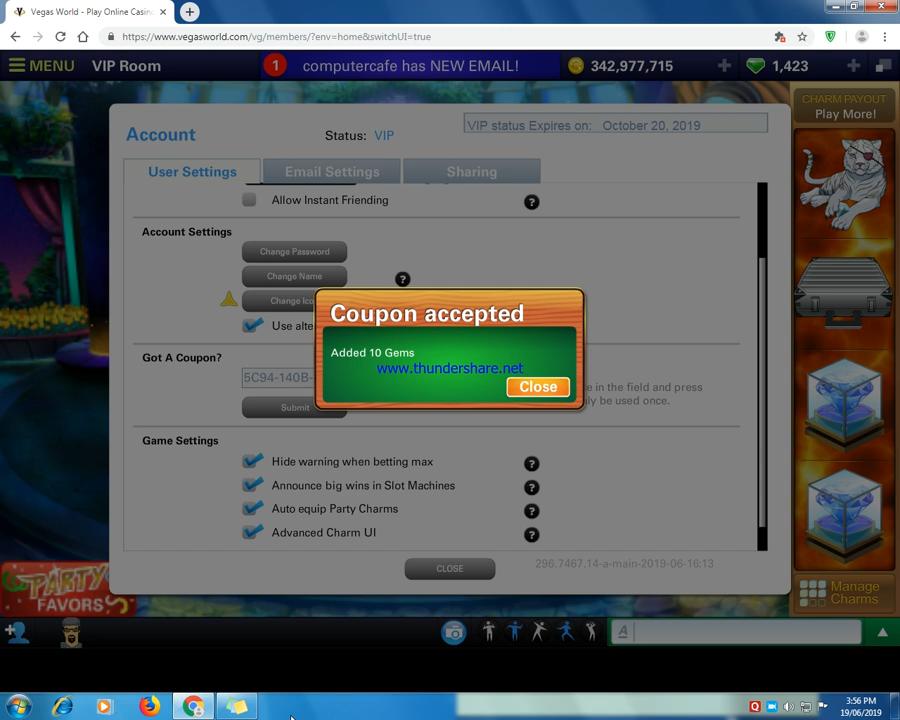 Vegas World - Play Online Casino
https://www.vegasworld.com/vg/members/?env=home&switchUI=true
MENU VIP Room 1 computercafe has NEW EMAIL! 342,977,715 1,423
CHARM PAYOUT
Play More!
Account Status: VIP VIP status Expires on: October 20, 2019
User Settings Email Settings Sharing
Allow Instant Friending ?
Account Settings
Change Password
Change Name ?
Change Ico
Use alte
Coupon accepted
Added 10 Gems
www.thundershare.net
Close
Got A Coupon?
5C94-140B- e in the field and press
Submit ly be used once.
Game Settings
Hide warning when betting max ?
Announce big wins in Slot Machines ?
Auto equip Party Charms ?
Advanced Charm UI ?
CLOSE 296.7467.14-a-main-2019-06-16:13
PARTY
FAVORS
Manage
Charms
A
3:56 PM
19/06/2019